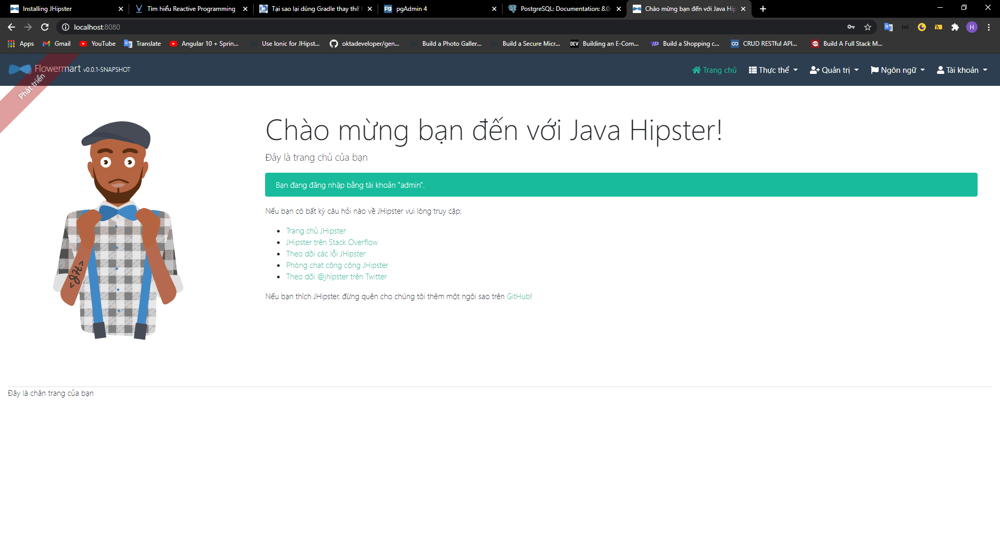 Installing JHipster
Tìm hiểu Reactive Programming
Tại sao lại dùng Gradle thay thế
pgAdmin 4
PostgreSQL: Documentation: 8.0:
Chào mừng bạn đến với Java Hip
localhost:8080
H
Apps
Gmail
YouTube
Translate
Angular 10 + Sprin...
Use Ionic for JHipst...
oktadeveloper/gen...
Build a Photo Galler...
Build a Secure Micr...
DEV
Building an E-Com...
Build a Shopping c...
CRUD RESTful API...
Build A Full Stack M...
Flowermart v0.0.1-SNAPSHOT
Trang chủ
Thực thể
Quản trị
Ngôn ngữ
Tài khoản
Phát triển
Chào mừng bạn đến với Java Hipster!
Đây là trang chủ của bạn
Bạn đang đăng nhập bằng tài khoản "admin".
Nếu bạn có bất kỳ câu hỏi nào về JHipster vui lòng truy cập:
Trang chủ JHipster
JHipster trên Stack Overflow
Theo dõi các lỗi JHipster
Phòng chat công cộng JHipster
Theo dõi @jhipster trên Twitter
Nếu bạn thích JHipster, đừng quên cho chúng tôi thêm một ngôi sao trên GitHub!
<JH>
Đây là chân trang của bạn